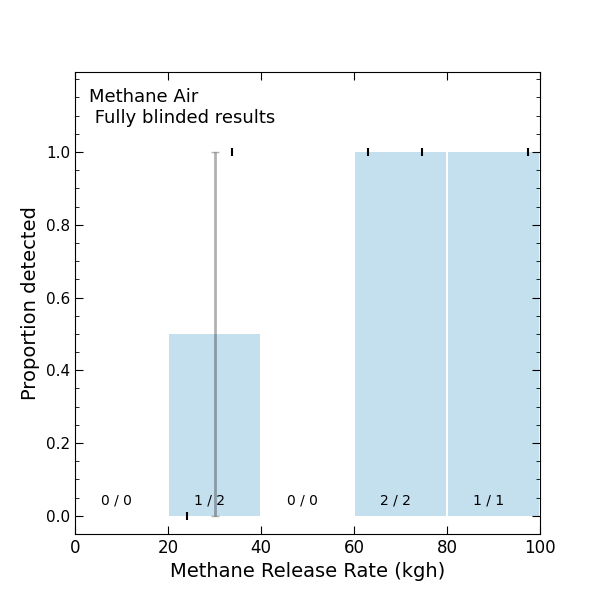 Methane Air
Fully blinded results
Proportion detected
1.0
0.8
0.6
0.4
0.2
0.0
0 / 0
1 / 2
0 / 0
2 / 2
1 / 1
0
20
40
60
80
100
Methane Release Rate (kgh)